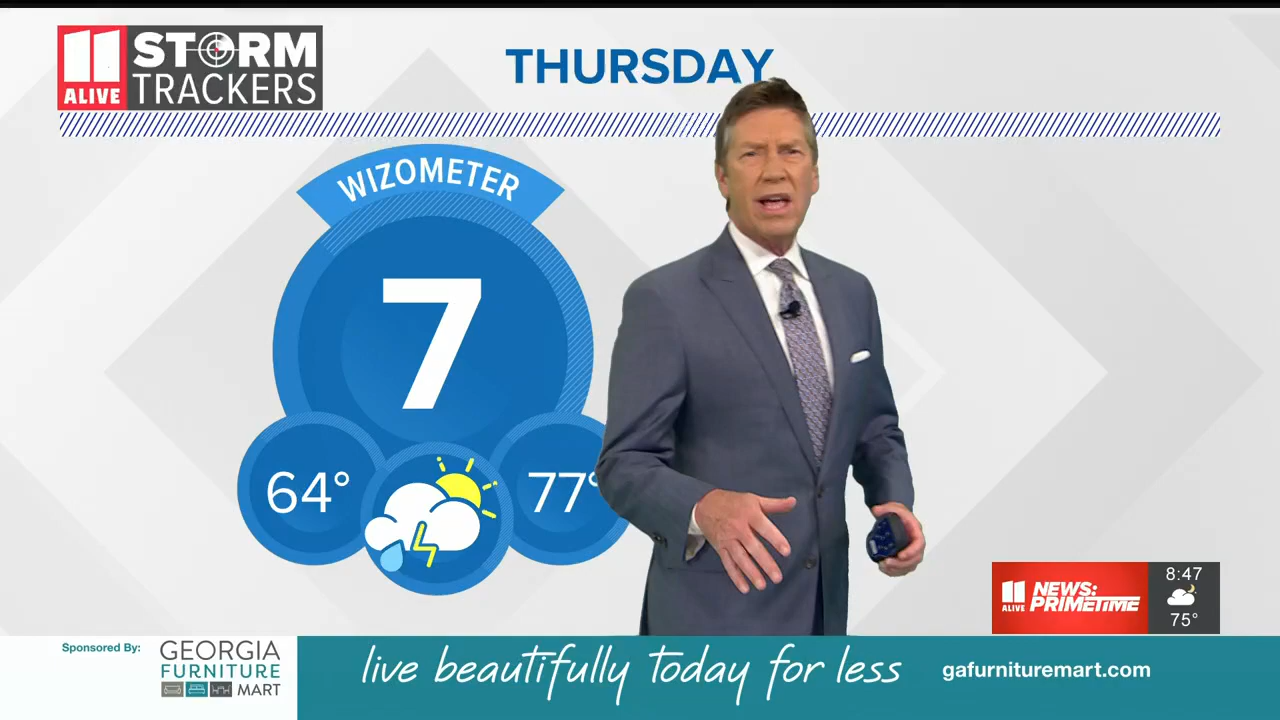 11
ALIVE
STORM
TRACKERS
THURSDAY
WIZOMETER
7
64°
77°
11
ALIVE
NEWS:
PRIMETIME
8:47
75°
Sponsored By:
GEORGIA
FURNITURE
MART
live beautifully today for less
gafurnituremart.com